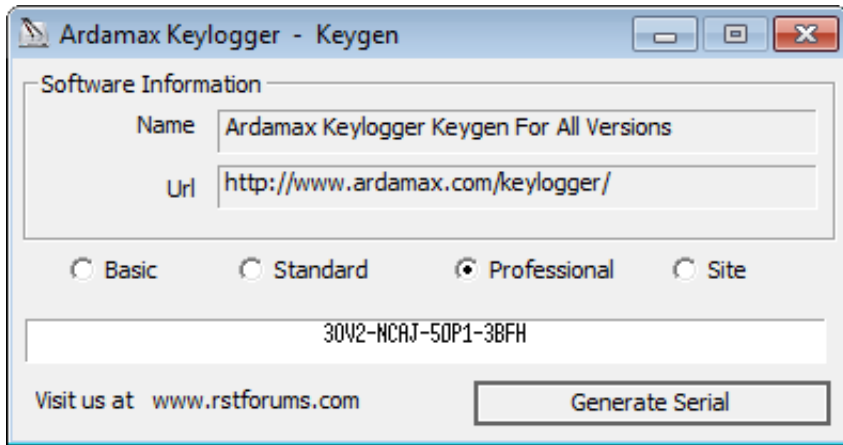 Ardamax Keylogger - Keygen
Software Information
Name Ardamax Keylogger Keygen For All Versions
Url http://www.ardamax.com/keylogger/
Basic Standard Professional Site
30V2-NCAJ-50P1-3BFH
Visit us at www.rstforums.com Generate Serial